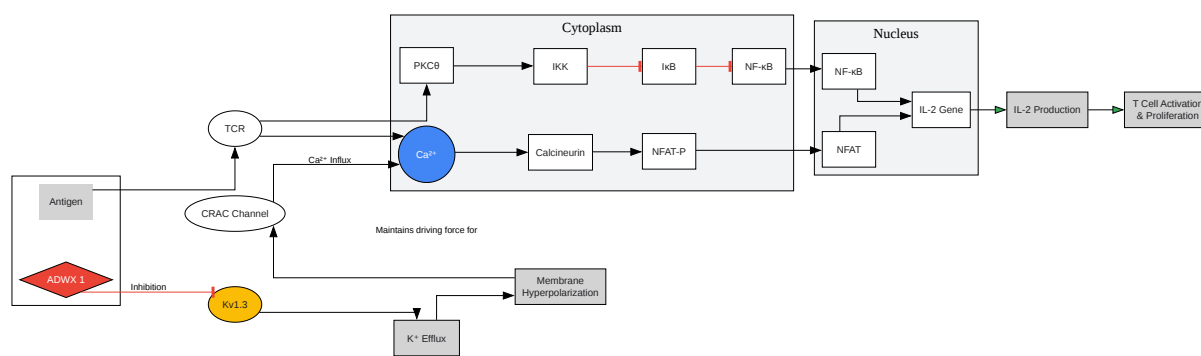 Cytoplasm
Nucleus
PKCθ
IKK
IκB
NF-κB
NF-κB
IL-2 Gene
IL-2 Production
T Cell Activation
& Proliferation
TCR
Ca²⁺
Calcineurin
NFAT-P
NFAT
Ca²⁺ Influx
Antigen
CRAC Channel
Maintains driving force for
ADWX 1
Inhibition
Kv1.3
Membrane
Hyperpolarization
K⁺ Efflux